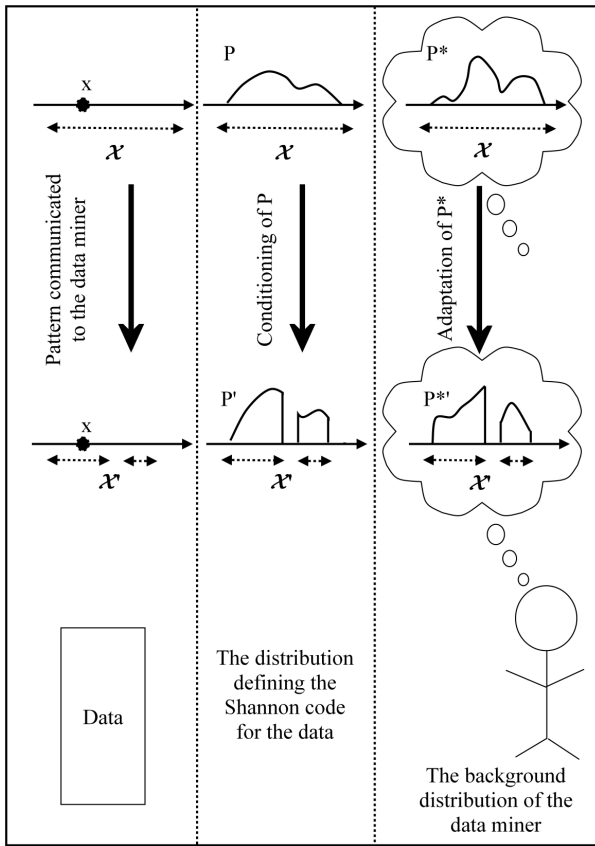 x
𝒳
Pattern communicated
to the data miner
x
𝒳'
Data
P
𝒳
Conditioning of P
P'
𝒳'
The distribution
defining the
Shannon code
for the data
P*
𝒳
Adaptation of P*
P*'
𝒳'
The background
distribution of the
data miner